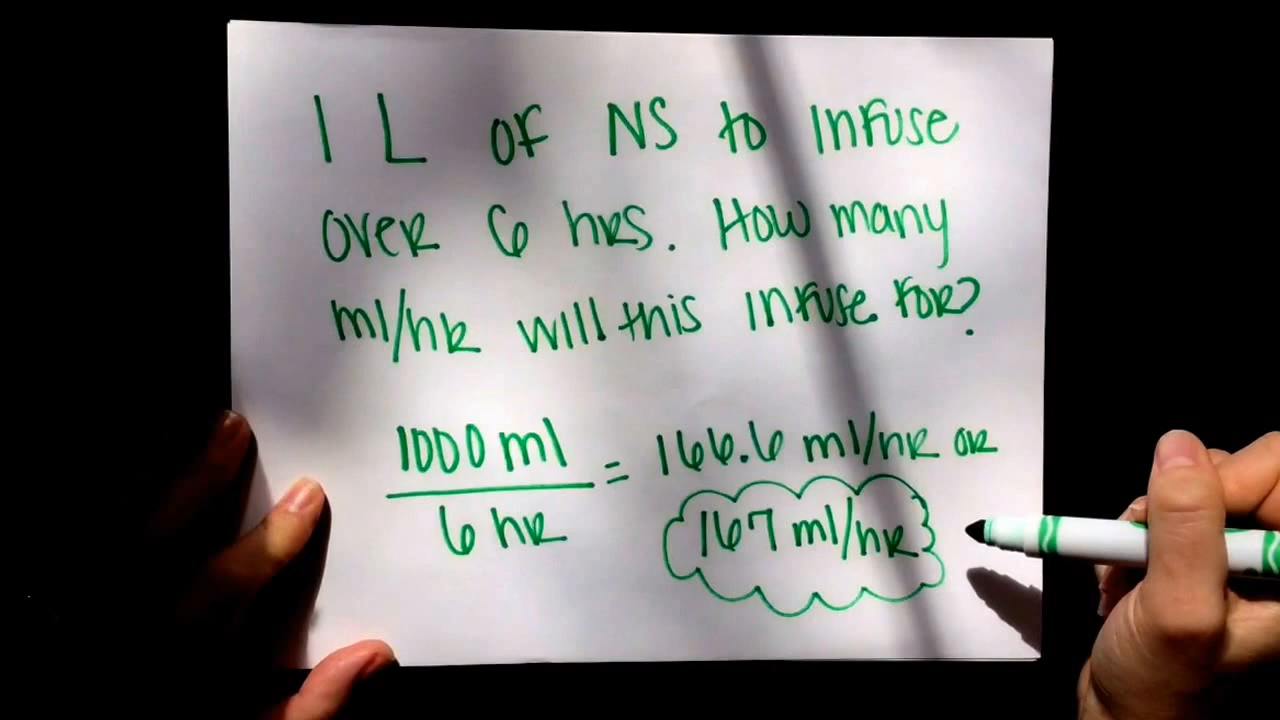 1 L of NS to infuse
over 6 hrs. How many
ml/hr will this infuse for?
1000 ml
6 hr
= 166.6 ml/hr or
167 ml/hr